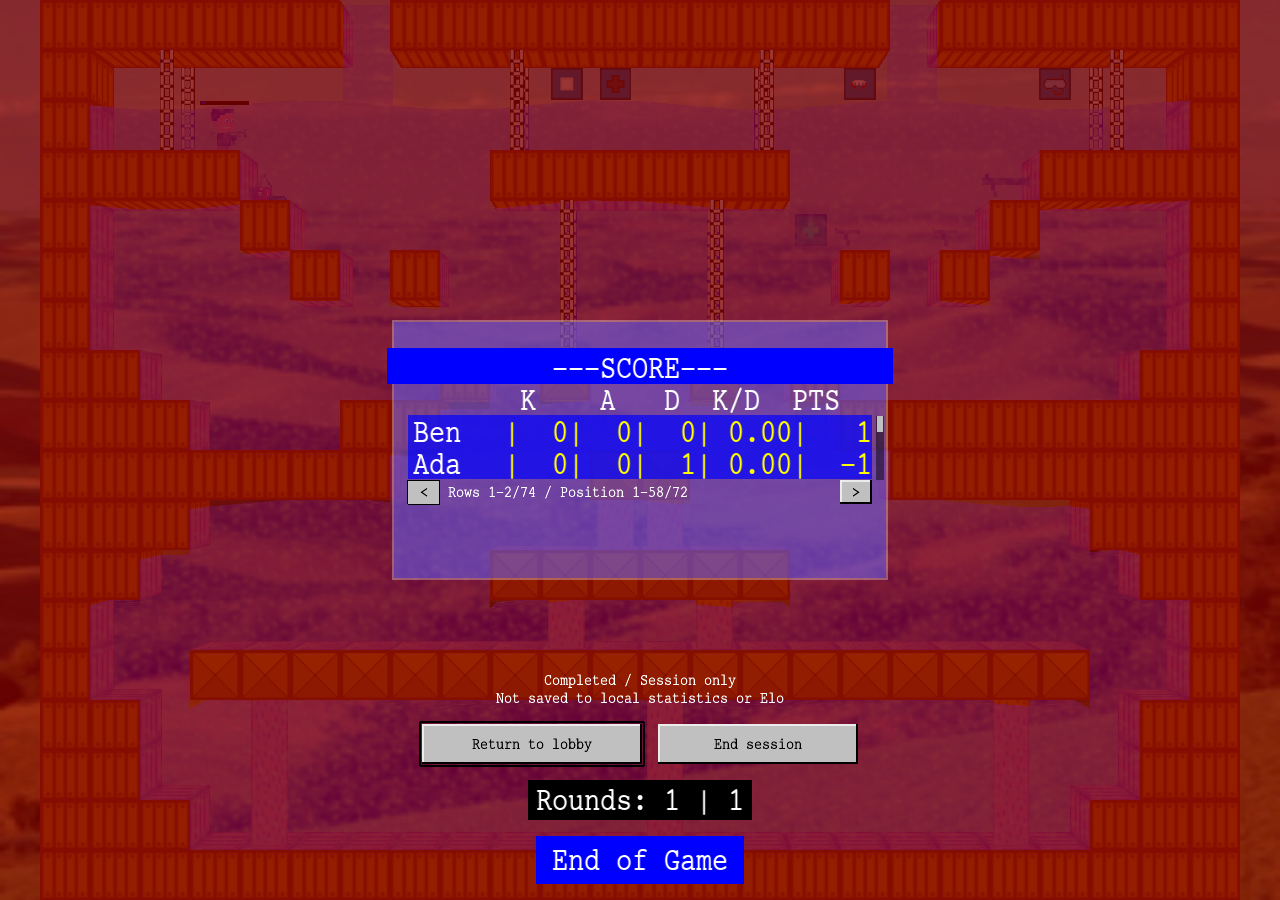 ---SCORE---
K A D K/D PTS
Ben | 0| 0| 0| 0.00| 1
Ada | 0| 0| 1| 0.00| -1
< Rows 1-2/74 / Position 1-58/72 >
Completed / Session only
Not saved to local statistics or Elo
Return to lobby End session
Rounds: 1 | 1
End of Game